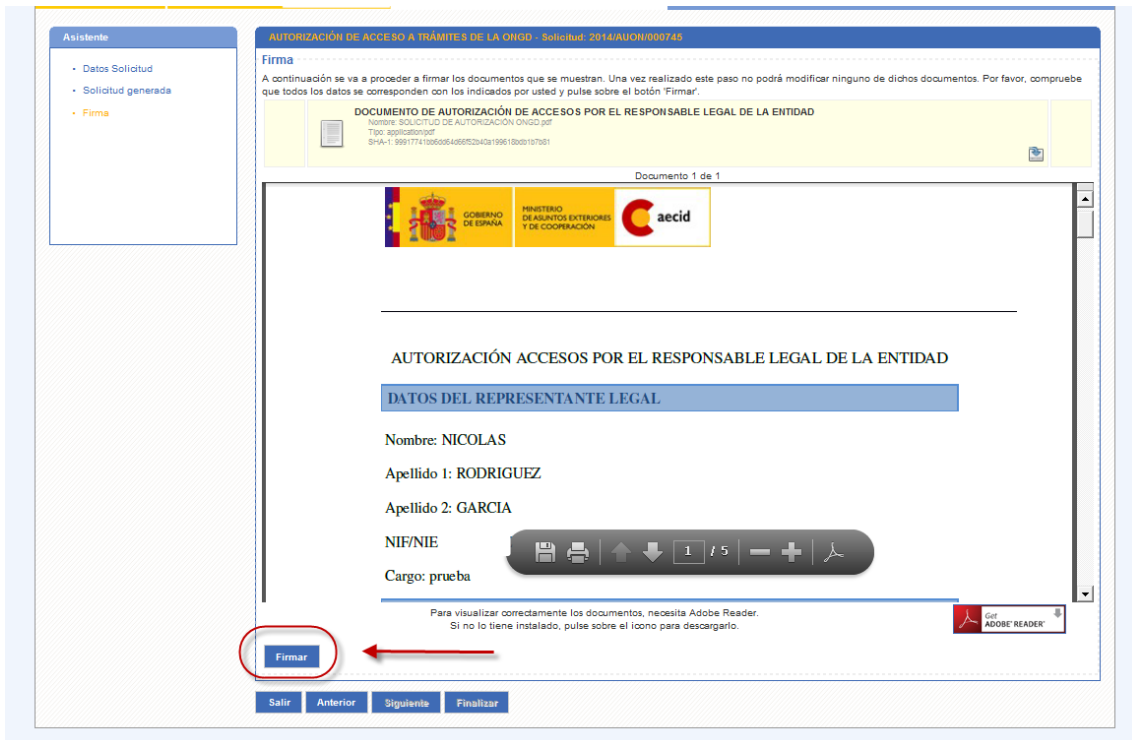 Asistente
Datos Solicitud
Solicitud generada
Firma
AUTORIZACIÓN DE ACCESO A TRÁMITES DE LA ONGD - Solicitud: 2014/AUON/000745
Firma
A continuación se va a proceder a firmar los documentos que se muestran. Una vez realizado este paso no podrá modificar ninguno de dichos documentos. Por favor, compruebe
que todos los datos se corresponden con los indicados por usted y pulse sobre el botón 'Firmar'.
DOCUMENTO DE AUTORIZACIÓN DE ACCESOS POR EL RESPONSABLE LEGAL DE LA ENTIDAD
Nombre: SOLICITUD DE AUTORIZACIÓN ONGD.pdf
Tipo: application/pdf
SHA-1:
Documento 1 de 1
GOBIERNO
DE ESPAÑA
MINISTERIO
DE ASUNTOS EXTERIORES
Y DE COOPERACIÓN
aecid
AUTORIZACIÓN ACCESOS POR EL RESPONSABLE LEGAL DE LA ENTIDAD
DATOS DEL REPRESENTANTE LEGAL
Nombre: NICOLAS
Apellido 1: RODRIGUEZ
Apellido 2: GARCIA
NIF/NIE
1 / 5
Cargo: prueba
Para visualizar correctamente los documentos, necesita Adobe Reader.
Si no lo tiene instalado, pulse sobre el icono para descargarlo.
Get
ADOBE® READER®
Firmar
Salir
Anterior
Siguiente
Finalizar